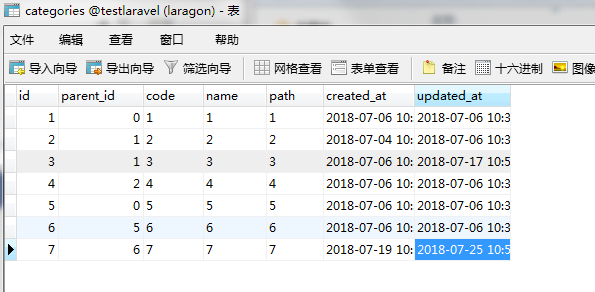 categories @testlaravel (laragon) - 表
文件 编辑 查看 窗口 帮助
导入向导 导出向导 筛选向导 网格查看 表单查看 备注 十六进制 图像
id parent_id code name path created_at updated_at
1 0 1 1 1 2018-07-06 10: 2018-07-06 10:3
2 1 2 2 2 2018-07-04 10: 2018-07-06 10:3
3 1 3 3 3 2018-07-06 10: 2018-07-17 10:5
4 2 4 4 4 2018-07-06 10: 2018-07-06 10:3
5 0 5 5 5 2018-07-06 10: 2018-07-06 10:3
6 5 6 6 6 2018-07-06 10: 2018-07-06 10:3
7 6 7 7 7 2018-07-19 10: 2018-07-25 10:5